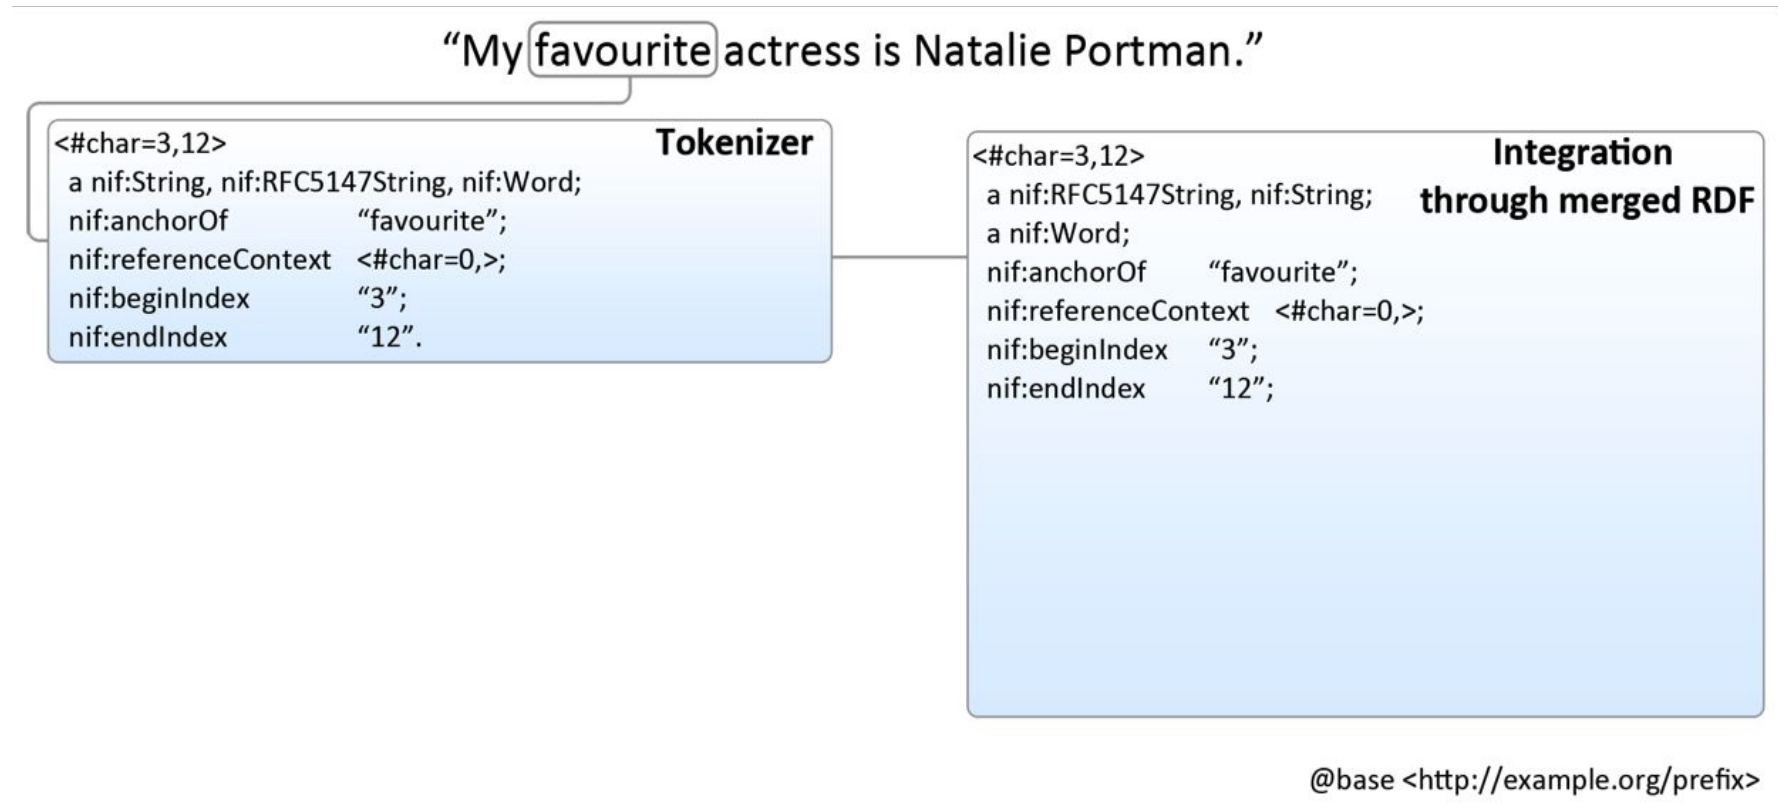 “My favourite actress is Natalie Portman.”
Tokenizer
<#char=3,12>
a nif:String, nif:RFC5147String, nif:Word;
nif:anchorOf “favourite”;
nif:referenceContext <#char=0,>;
nif:beginIndex “3”;
nif:endIndex “12”.
Integration
through merged RDF
<#char=3,12>
a nif:RFC5147String, nif:String;
a nif:Word;
nif:anchorOf “favourite”;
nif:referenceContext <#char=0,>;
nif:beginIndex “3”;
nif:endIndex “12”;
@base <http://example.org/prefix>